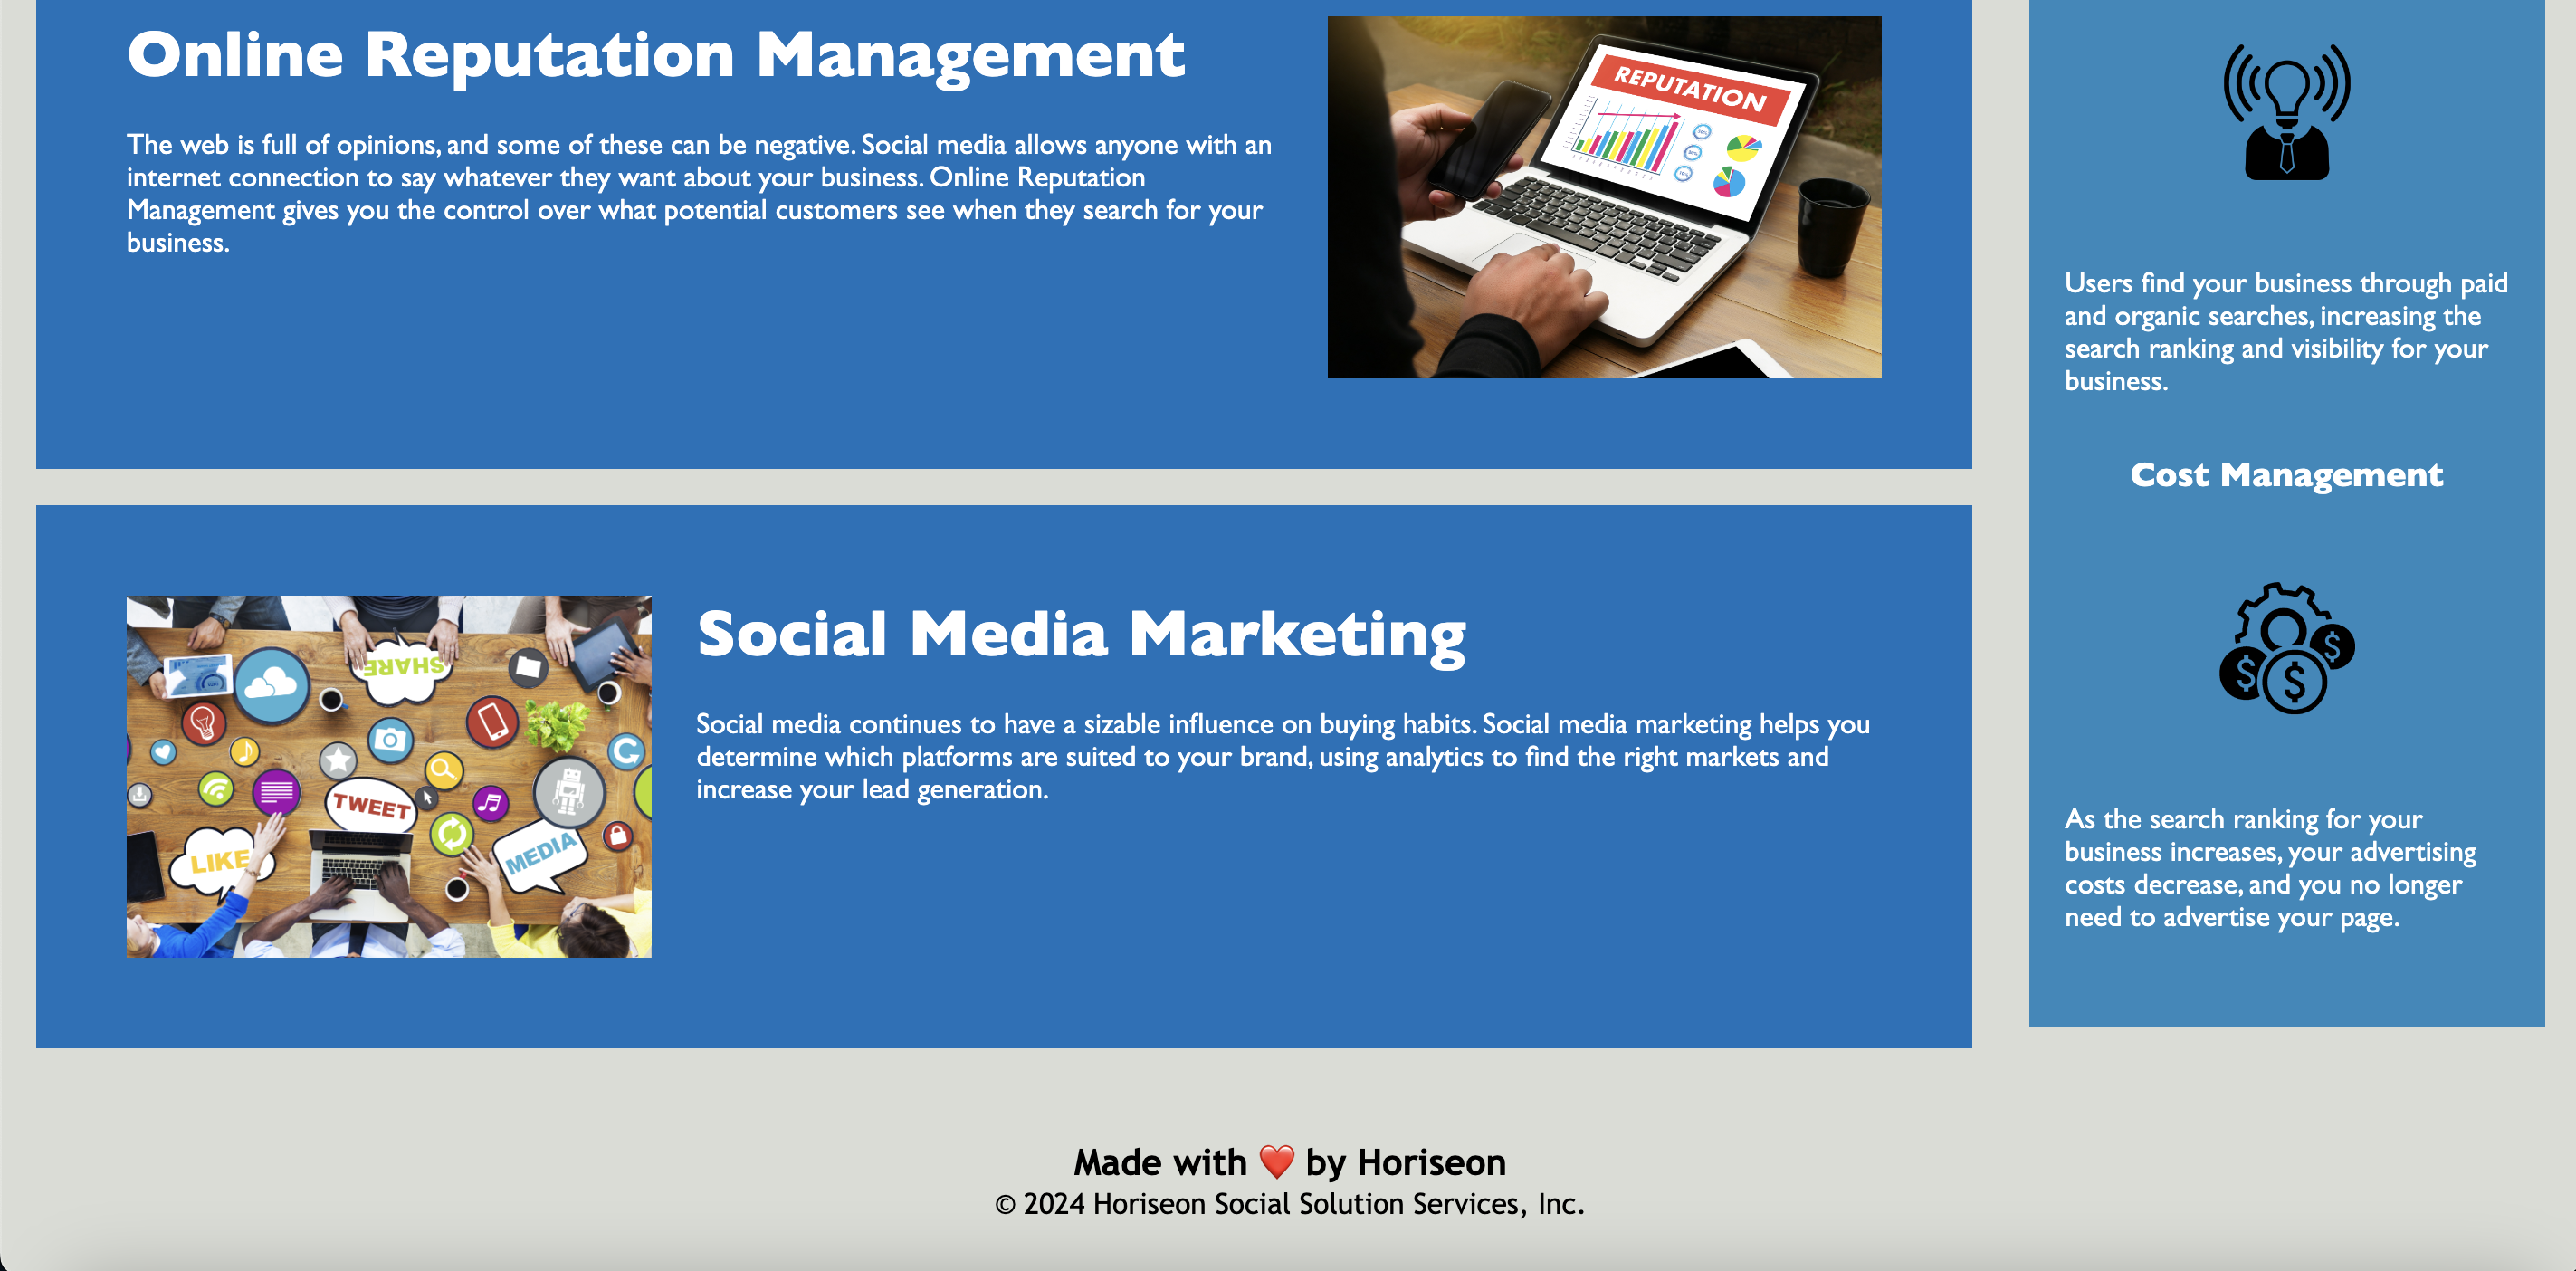 Online Reputation Management
The web is full of opinions, and some of these can be negative. Social media allows anyone with an
internet connection to say whatever they want about your business. Online Reputation
Management gives you the control over what potential customers see when they search for your
business.
REPUTATION
Social Media Marketing
Social media continues to have a sizable influence on buying habits. Social media marketing helps you
determine which platforms are suited to your brand, using analytics to find the right markets and
increase your lead generation.
SHARE
TWEET
LIKE
MEDIA
Users find your business through paid
and organic searches, increasing the
search ranking and visibility for your
business.
Cost Management
$
$
$
As the search ranking for your
business increases, your advertising
costs decrease, and you no longer
need to advertise your page.
Made with ❤️ by Horiseon
© 2024 Horiseon Social Solution Services, Inc.